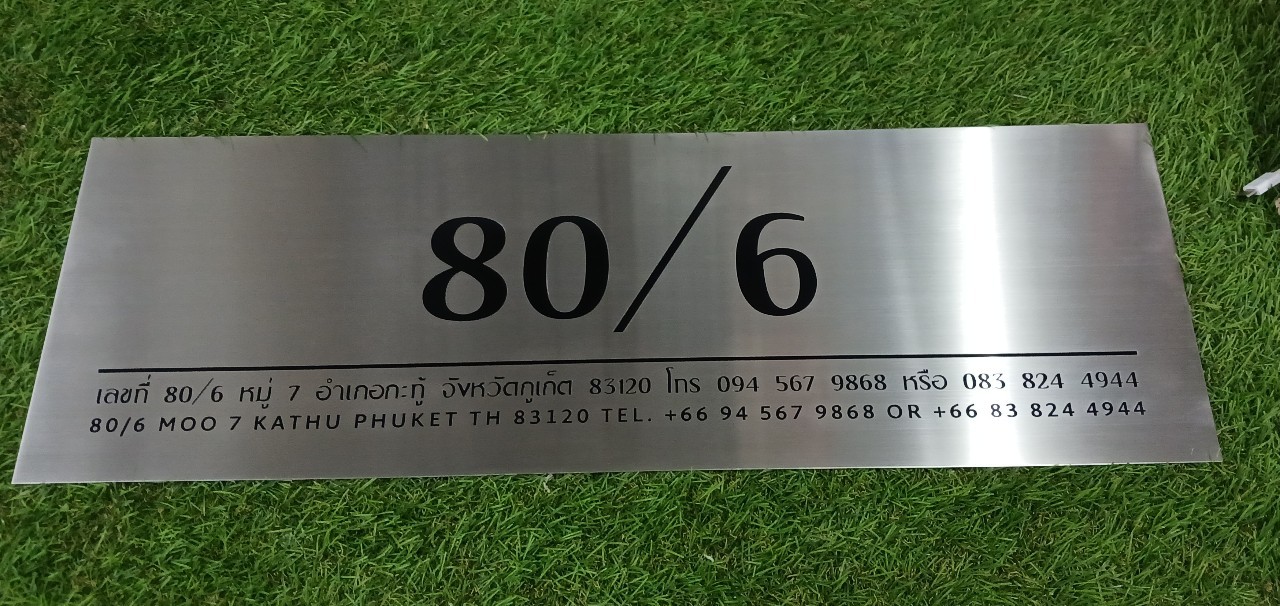 80/6
เลขที่ 80/6 หมู่ 7 อำเภอกะทู้ จังหวัดภูเก็ต 83120 โทร 094 567 9868 หรือ 083 824 4944
80/6 MOO 7 KATHU PHUKET TH 83120 TEL. +66 94 567 9868 OR +66 83 824 4944